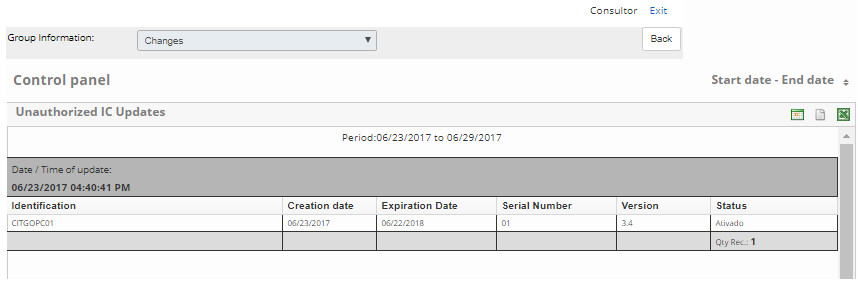 Consultor Exit
Group Information: Changes Back
Control panel Start date - End date
Unauthorized IC Updates
Period:06/23/2017 to 06/29/2017
Date / Time of update:
06/23/2017 04:40:41 PM
Identification Creation date Expiration Date Serial Number Version Status
CITGOPC01 06/23/2017 06/22/2018 01 3.4 Ativado
Qty Rec.: 1